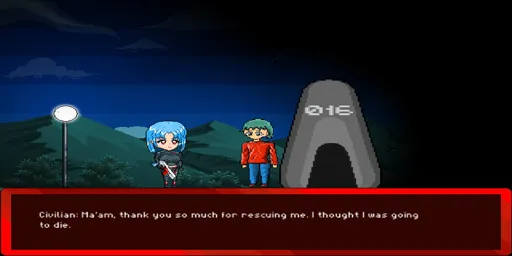 016
Civilian: Ma'am, thank you so much for rescuing me. I thought I was going
to die.